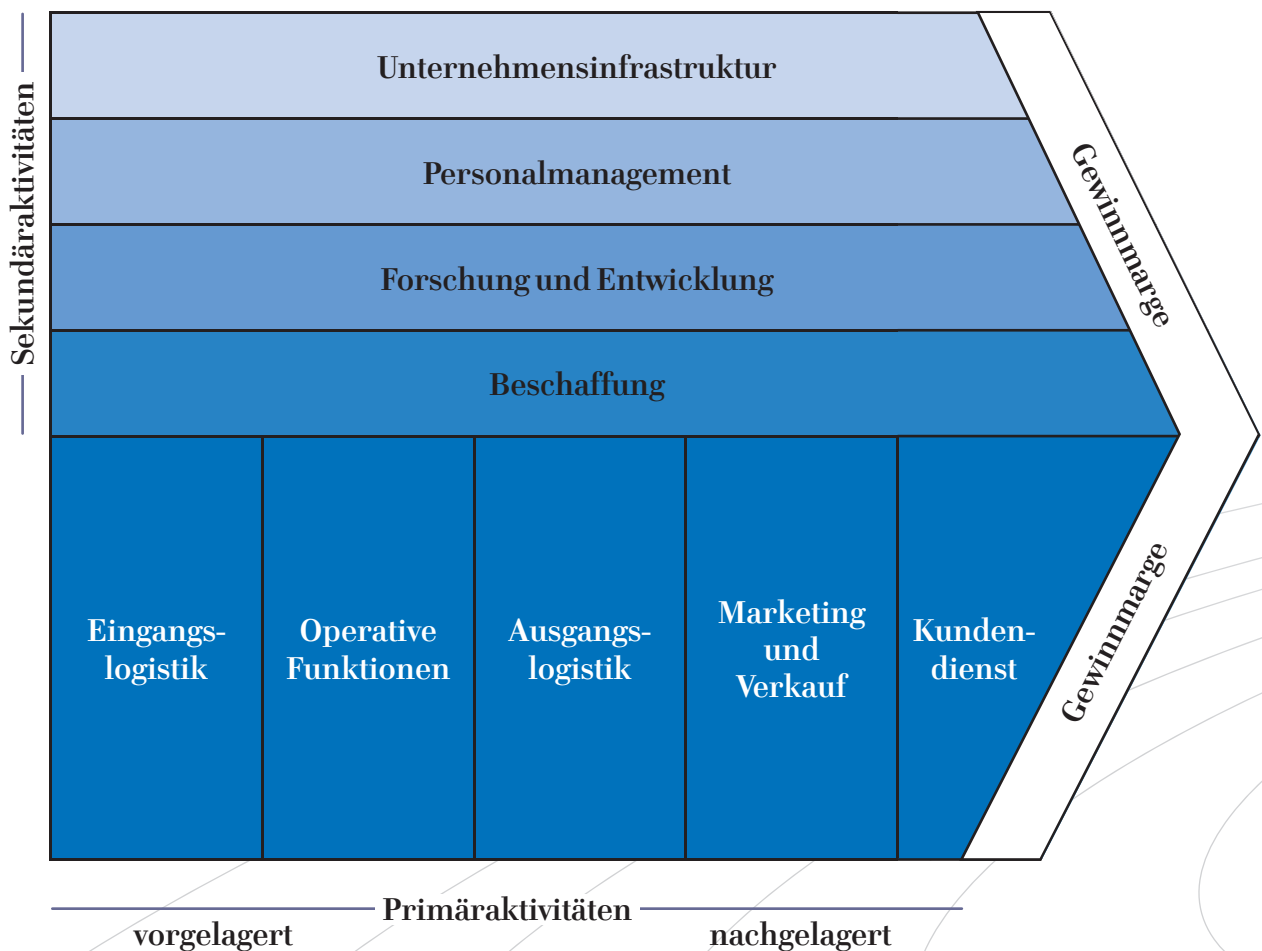 Sekundäraktivitäten
Unternehmensinfrastruktur
Personalmanagement
Forschung und Entwicklung
Beschaffung
Gewinnmarge
Gewinnmarge
Eingangs-
logistik
Operative
Funktionen
Ausgangs-
logistik
Marketing
und
Verkauf
Kunden-
dienst
Primäraktivitäten
vorgelagert
nachgelagert